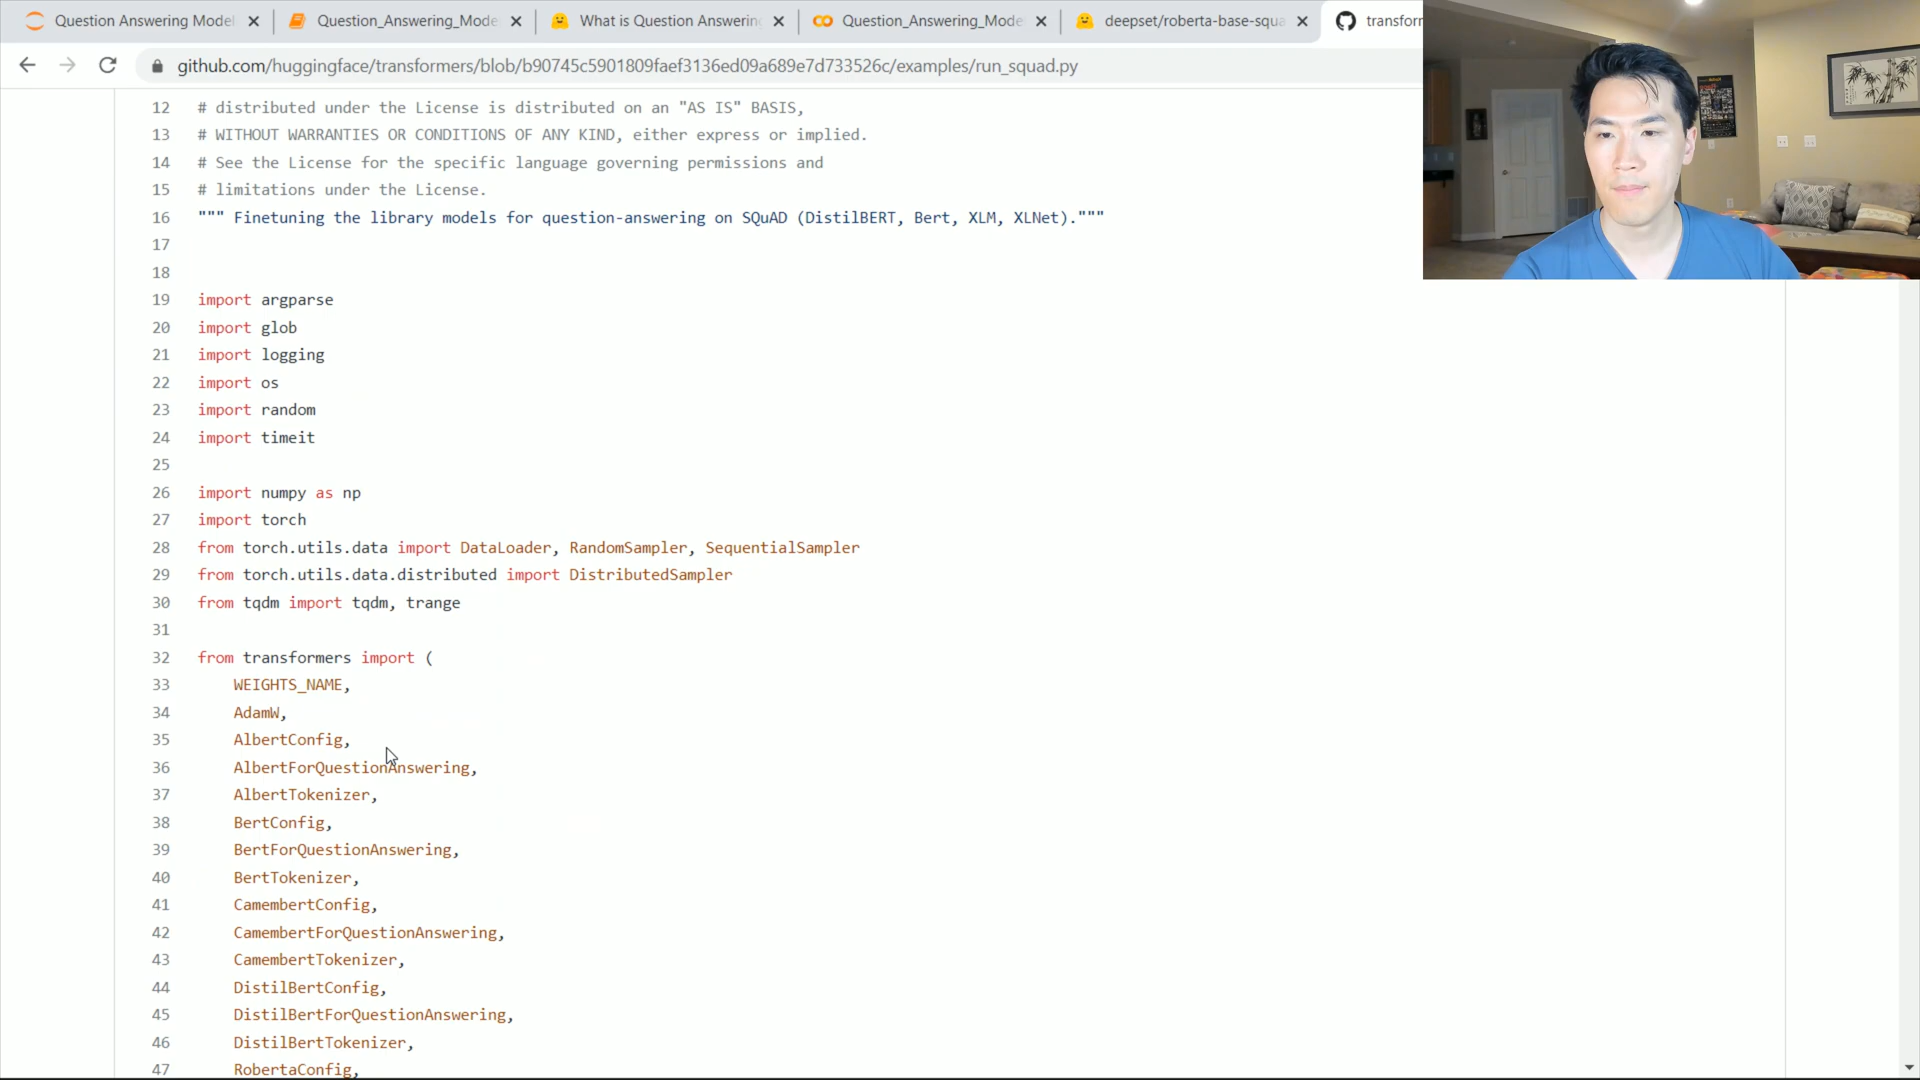 Question Answering Model
Question_Answering_Mode
What is Question Answering
Question_Answering_Mode
deepset/roberta-base-squa
transform
github.com/huggingface/transformers/blob/b90745c5901809faef3136ed09a689e7d733526c/examples/run_squad.py
12 # distributed under the License is distributed on an "AS IS" BASIS,
13 # WITHOUT WARRANTIES OR CONDITIONS OF ANY KIND, either express or implied.
14 # See the License for the specific language governing permissions and
15 # limitations under the License.
16 """ Finetuning the library models for question-answering on SQuAD (DistilBERT, Bert, XLM, XLNet)."""
17
18
19 import argparse
20 import glob
21 import logging
22 import os
23 import random
24 import timeit
25
26 import numpy as np
27 import torch
28 from torch.utils.data import DataLoader, RandomSampler, SequentialSampler
29 from torch.utils.data.distributed import DistributedSampler
30 from tqdm import tqdm, trange
31
32 from transformers import (
33 WEIGHTS_NAME,
34 AdamW,
35 AlbertConfig,
36 AlbertForQuestionAnswering,
37 AlbertTokenizer,
38 BertConfig,
39 BertForQuestionAnswering,
40 BertTokenizer,
41 CamembertConfig,
42 CamembertForQuestionAnswering,
43 CamembertTokenizer,
44 DistilBertConfig,
45 DistilBertForQuestionAnswering,
46 DistilBertTokenizer,
47 RobertaConfig,